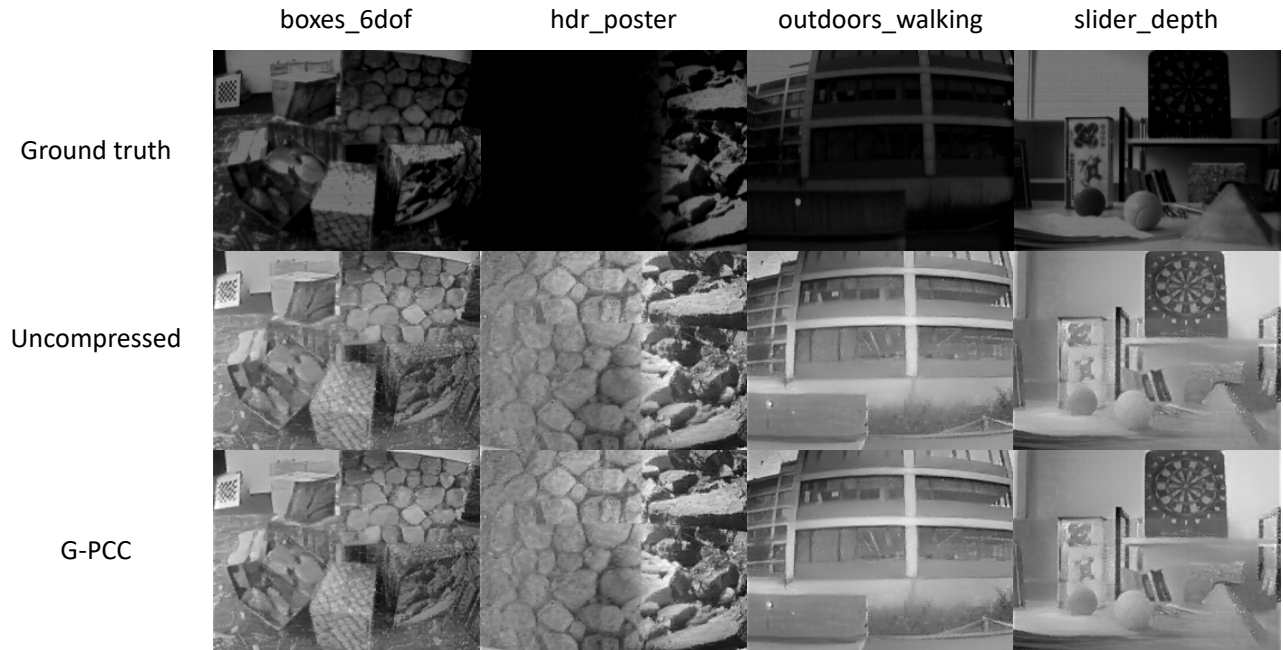 boxes_6dof hdr_poster outdoors_walking slider_depth
Ground truth
Uncompressed
G-PCC